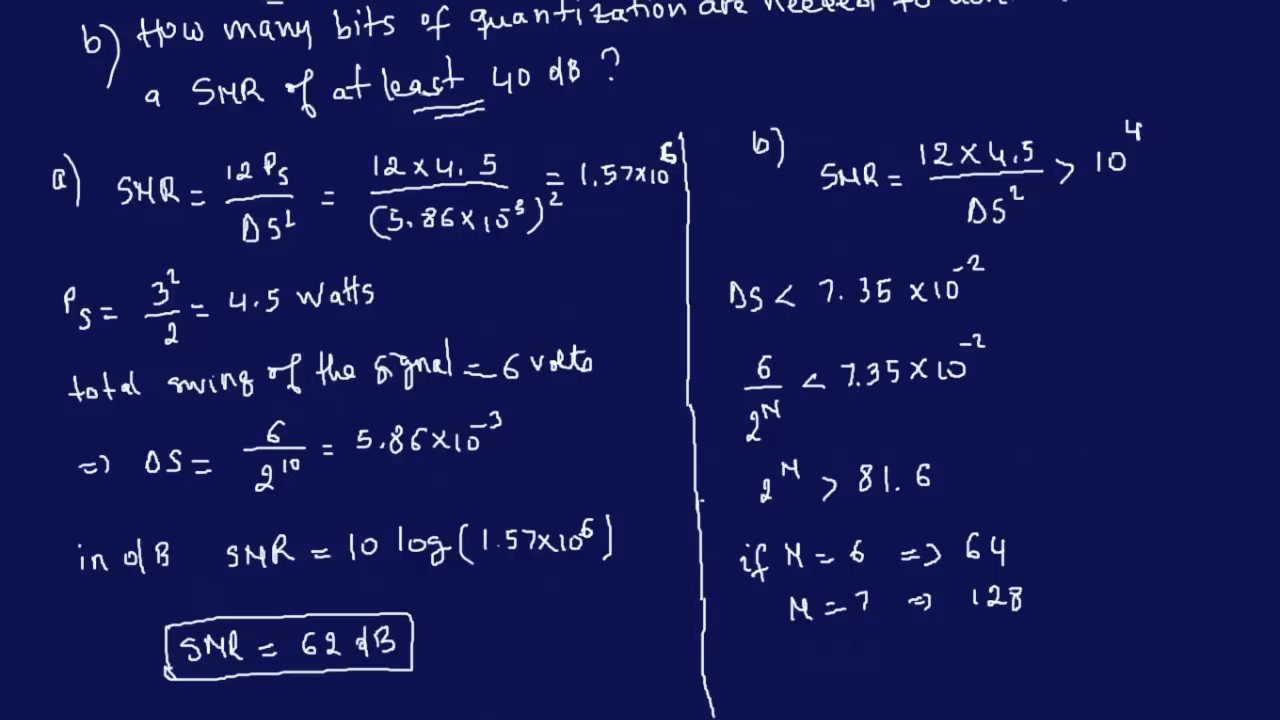 b) How many bits of quantization are needed to
a SNR of at least 40 dB ?
a) SNR = 12 Ps / ΔS² = 12 × 4.5 / (5.86 × 10⁻³)² = 1.57×10⁶
Ps = 3² / 2 = 4.5 Watts
total swing of the signal = 6 volts
=> ΔS = 6 / 2¹⁰ = 5.86×10⁻³
in dB SNR = 10 log (1.57×10⁶)
SNR = 62 dB
b) SNR = 12 × 4.5 / ΔS² > 10⁴
ΔS < 7.35 ×10⁻²
6 / 2ᴺ < 7.35 × 10⁻²
2ᴺ > 81.6
if N = 6 => 64
N = 7 => 128